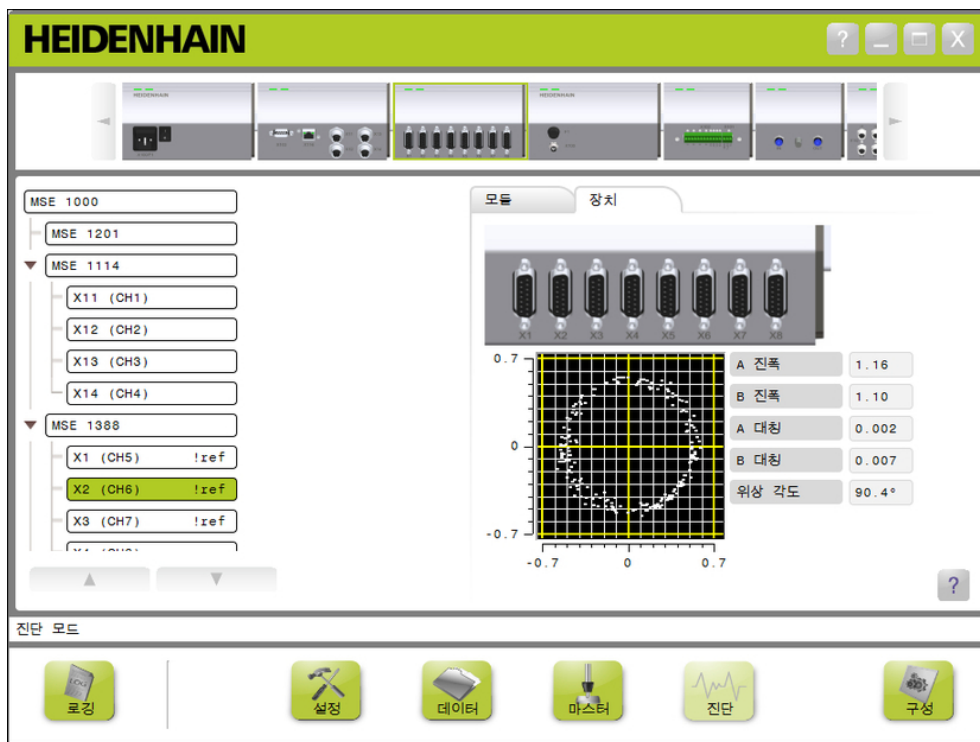 HEIDENHAIN
?
X
HEIDENHAIN
HEIDENHAIN
MSE 1000
MSE 1201
MSE 1114
X11 (CH1)
X12 (CH2)
X13 (CH3)
X14 (CH4)
MSE 1388
X1 (CH5) !ref
X2 (CH6) !ref
X3 (CH7) !ref
모듈
장치
X1 X2 X3 X4 X5 X6 X7 X8
0.7
0
-0.7
-0.7 0 0.7
A 진폭 1.16
B 진폭 1.10
A 대칭 0.002
B 대칭 0.007
위상 각도 90.4°
?
진단 모드
로깅
설정
데이터
마스터
진단
구성